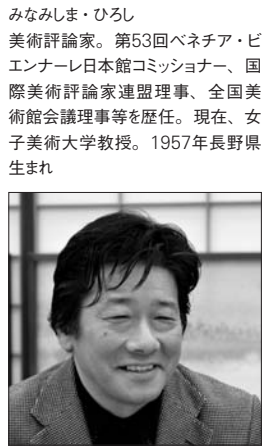 みなみしま・ひろし
美術評論家。第53回ベネチア・ビ
エンナーレ日本館コミッショナー、国
際美術評論家連盟理事、全国美
術館会議理事等を歴任。現在、女
子美術大学教授。1957年長野県
生まれ